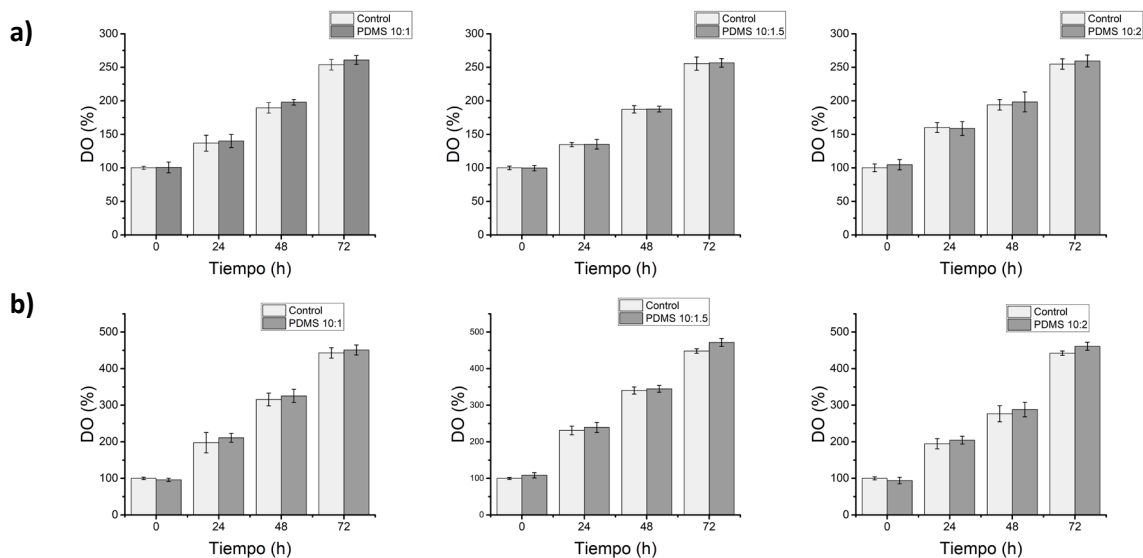 a)
Control
PDMS 10:1
300
250
200
150
100
50
0
DO (%)
0 24 48 72
Tiempo (h)
Control
PDMS 10:1.5
300
250
200
150
100
50
0
DO (%)
0 24 48 72
Tiempo (h)
Control
PDMS 10:2
300
250
200
150
100
50
0
DO (%)
0 24 48 72
Tiempo (h)
b)
Control
PDMS 10:1
500
400
300
200
100
0
DO (%)
0 24 48 72
Tiempo (h)
Control
PDMS 10:1.5
500
400
300
200
100
0
DO (%)
0 24 48 72
Tiempo (h)
Control
PDMS 10:2
500
400
300
200
100
0
DO (%)
0 24 48 72
Tiempo (h)